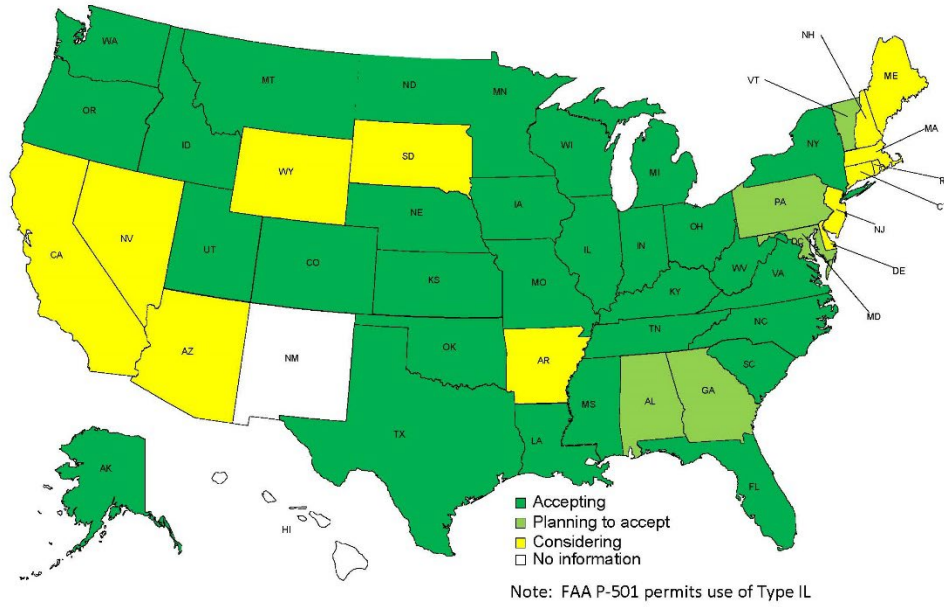 NH
WA
ME
MT
ND
VT
MN
OR
MA
ID
SD
WI
NY
WY
MI
R
PA
C
IA
NE
NJ
NV
OH
IL
IN
UT
DE
CA
CO
WV
VA
KS
MO
KY
MD
NC
TN
OK
AZ
NM
AR
SC
MS
AL
GA
TX
LA
AK
FL
HI
Accepting
Planning to accept
Considering
No information
Note: FAA P-501 permits use of Type IL